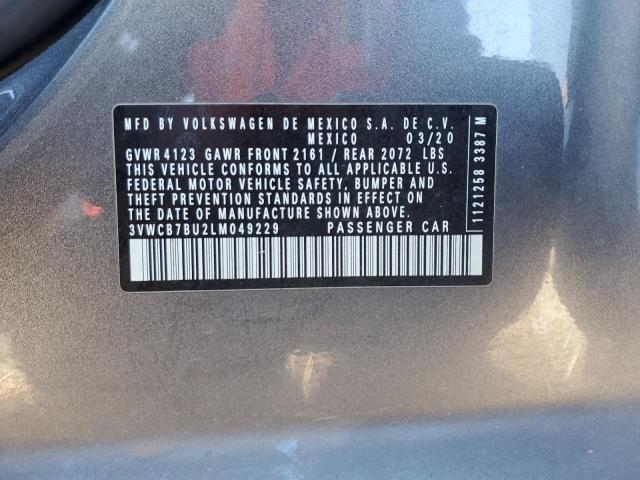 MFD BY VOLKSWAGEN DE MEXICO S.A. DE C.V.
MEXICO 03/20
GVWR 4123 GAWR FRONT 2161 / REAR 2072 LBS
THIS VEHICLE CONFORMS TO ALL APPLICABLE U.S.
FEDERAL MOTOR VEHICLE SAFETY, BUMPER AND
THEFT PREVENTION STANDARDS IN EFFECT ON
THE DATE OF MANUFACTURE SHOWN ABOVE.
3VWCB7BU2LM049229 PASSENGER CAR
1121258 3387 M